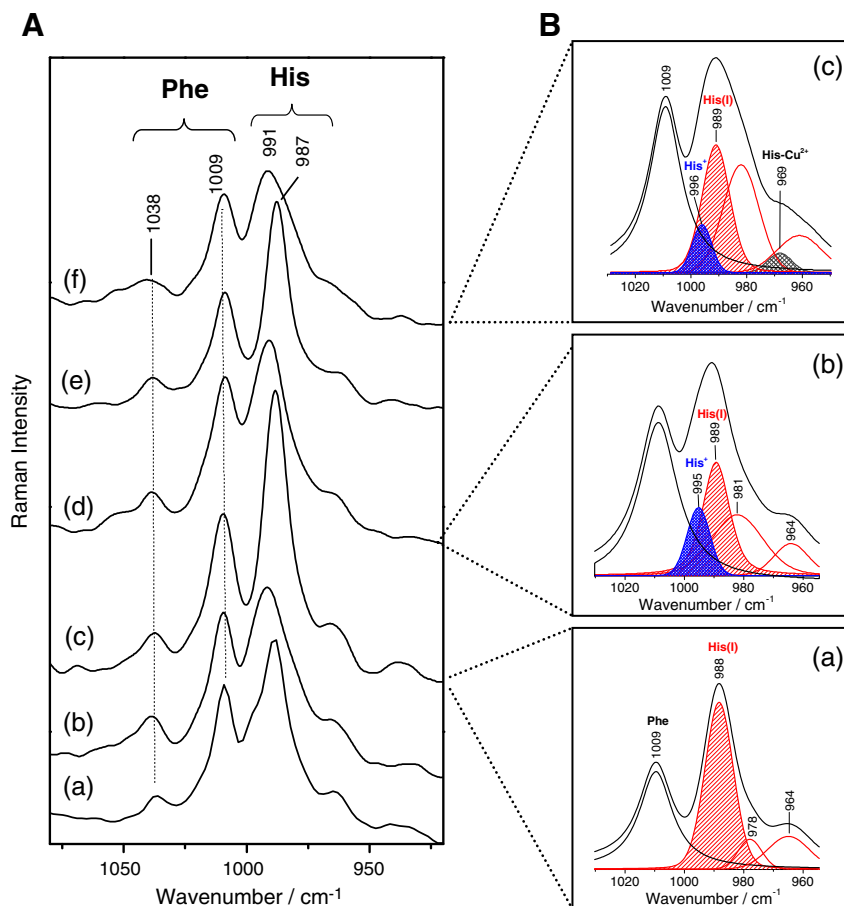 A
Phe
His
1038
1009
991
987
(f)
(e)
(d)
(c)
(b)
(a)
Raman Intensity
1050
1000
950
Wavenumber / cm-1
B
(c)
1009
His(I)
989
His+
996
His-Cu2+
969
1020
1000
980
960
Wavenumber / cm-1
(b)
His(I)
989
His+
995
981
964
1020
1000
980
960
Wavenumber / cm-1
(a)
His(I)
988
Phe
1009
978
964
1020
1000
980
960
Wavenumber / cm-1